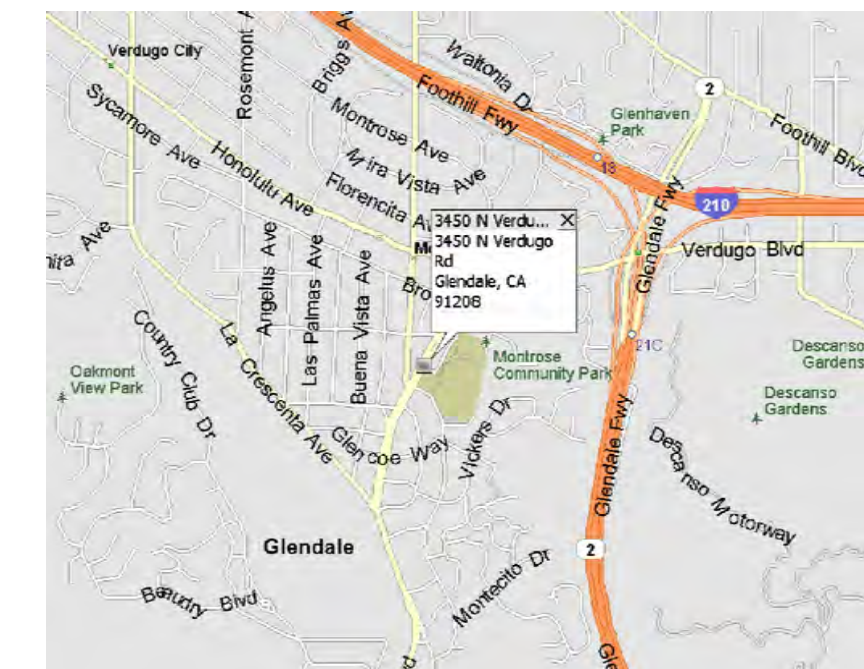 Verdugo City
Rosemont A
Briggs Av
Waltonia Dr
2
Foothill Fwy
Glenhaven
Park
Foothill Blvd
Sycamore Ave
Honolulu Ave
Montrose Ave
Mira Vista Ave
Florencita Av
18
210
Glendale Fwy
3450 N Verdu... X
3450 N Verdugo
Rd
Glendale, CA
91208
Verdugo Blvd
nita Ave
Angelus Ave
Las Palmas Ave
Buena Vista Ave
Country Club Dr
La Crescenta Ave
Oakmont
View Park
21C
Montrose
Community Park
Descanso
Gardens
Descanso
Gardens
Glencoe Way
Vickers Dr
Glendale Fwy
Descanso Motorway
Glendale
2
Montecito Dr
Beaudry Blvd